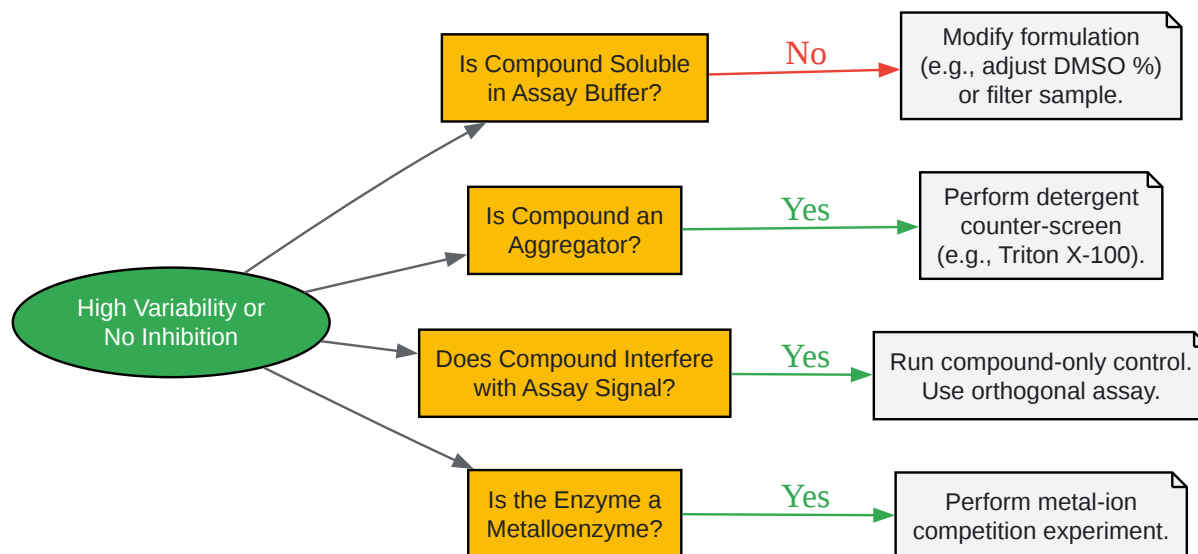 High Variability or
No Inhibition
Is Compound Soluble
in Assay Buffer?
No
Modify formulation
(e.g., adjust DMSO %)
or filter sample.
Is Compound an
Aggregator?
Yes
Perform detergent
counter-screen
(e.g., Triton X-100).
Does Compound Interfere
with Assay Signal?
Yes
Run compound-only control.
Use orthogonal assay.
Is the Enzyme a
Metalloenzyme?
Yes
Perform metal-ion
competition experiment.